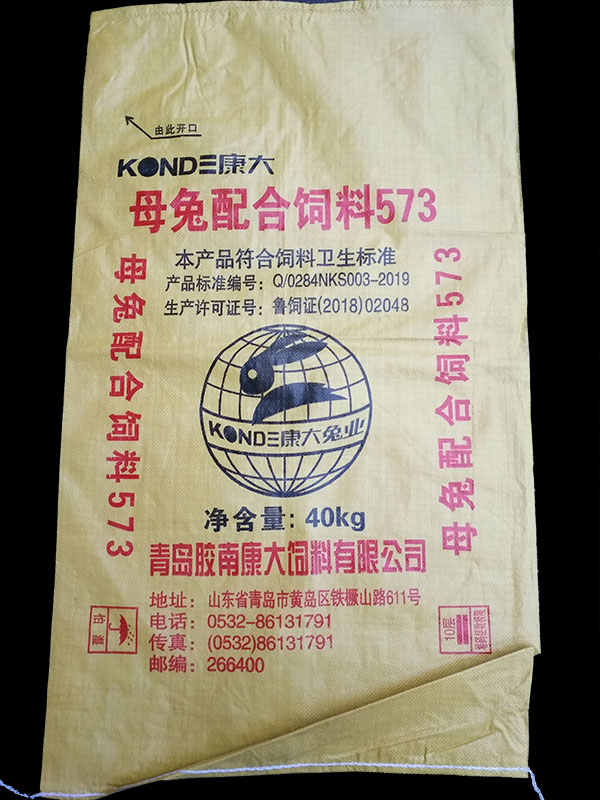 由此开口
KONDE康大
母兔配合饲料573
本产品符合饲料卫生标准
产品标准编号：Q/0284NKS003-2019
生产许可证号：鲁饲证(2018)02048
母兔配合饲料573
母兔配合饲料573
KONDE康大兔业
净含量：40kg
青岛胶南康大饲料有限公司
地址：山东省青岛市黄岛区铁橛山路611号
电话：0532-86131791
传真：(0532)86131791
邮编：266400
怕湿
10层